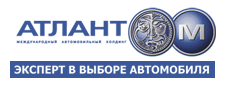 АТЛАНТ М
МЕЖДУНАРОДНЫЙ АВТОМОБИЛЬНЫЙ ХОЛДИНГ
ЭКСПЕРТ В ВЫБОРЕ АВТОМОБИЛЯ